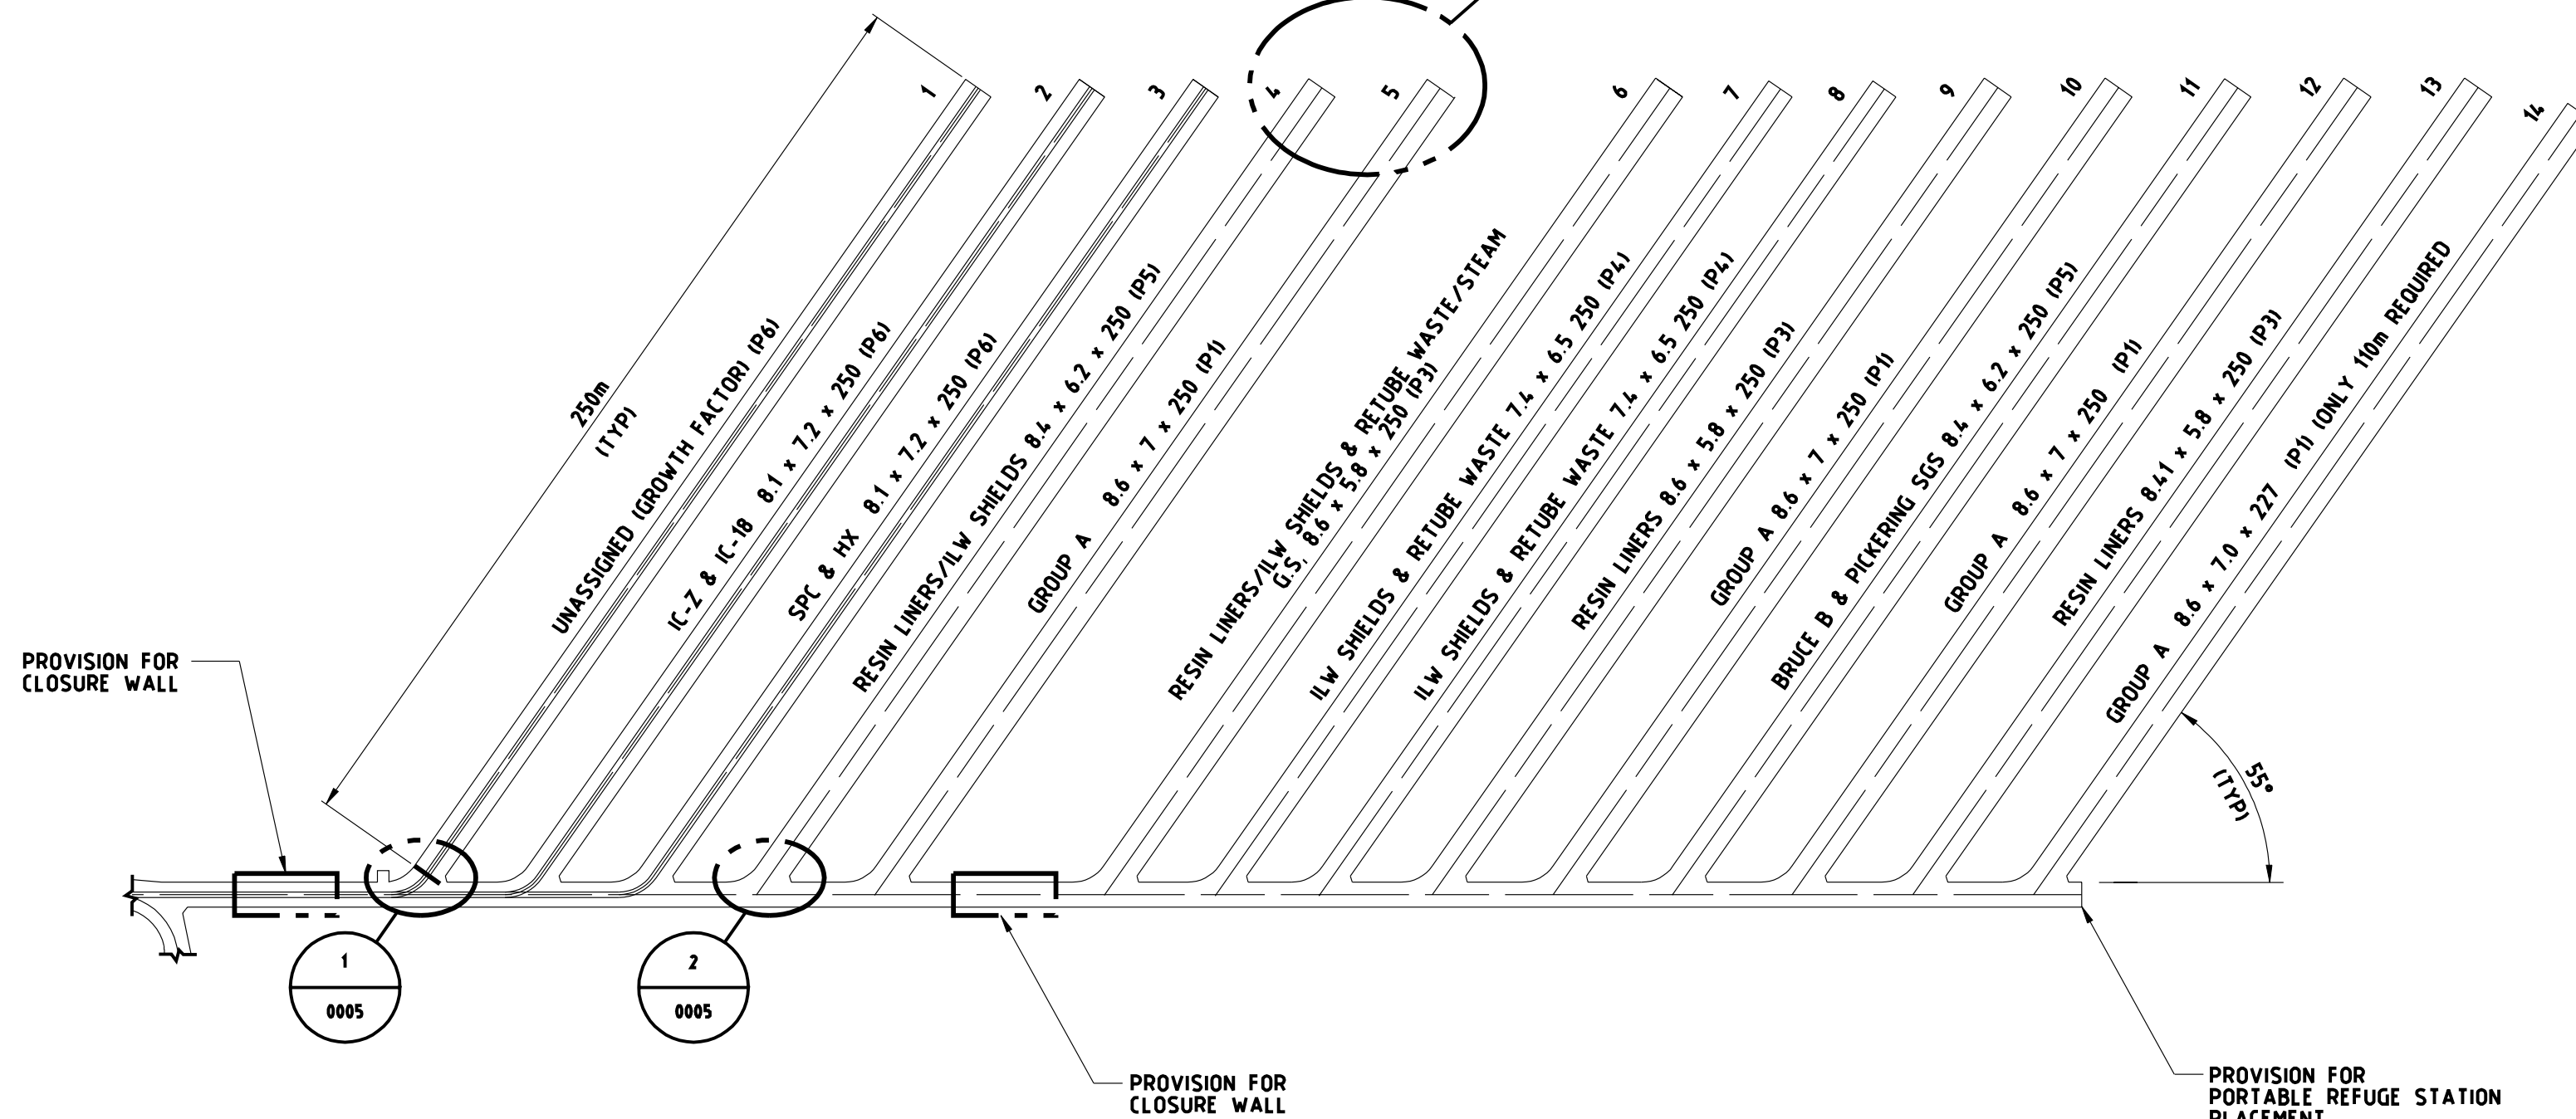 1
2
3
4
5
6
7
8
9
10
11
12
13
14
250m
(TYP)
UNASSIGNED (GROWTH FACTOR) (P6)
IC-Z & IC-18 8.1 x 7.2 x 250 (P6)
SPC & HX 8.1 x 7.2 x 250 (P6)
RESIN LINERS/ILW SHIELDS 8.4 x 6.2 x 250 (P5)
GROUP A 8.6 x 7 x 250 (P1)
RESIN LINERS/ILW SHIELDS & RETUBE WASTE/STEAM
G.S, 8.6 x 5.8 x 250 (P3)
ILW SHIELDS & RETUBE WASTE 7.4 x 6.5 250 (P4)
ILW SHIELDS & RETUBE WASTE 7.4 x 6.5 250 (P4)
RESIN LINERS 8.6 x 5.8 x 250 (P3)
GROUP A 8.6 x 7 x 250 (P1)
BRUCE B & PICKERING SGS 8.4 x 6.2 x 250 (P5)
GROUP A 8.6 x 7 x 250 (P1)
RESIN LINERS 8.41 x 5.8 x 250 (P3)
GROUP A 8.6 x 7.0 x 227 (P1) (ONLY 110m REQUIRED
55°
(TYP)
PROVISION FOR
CLOSURE WALL
1
0005
2
0005
PROVISION FOR
CLOSURE WALL
PROVISION FOR
PORTABLE REFUGE STATION
PLACEMENT